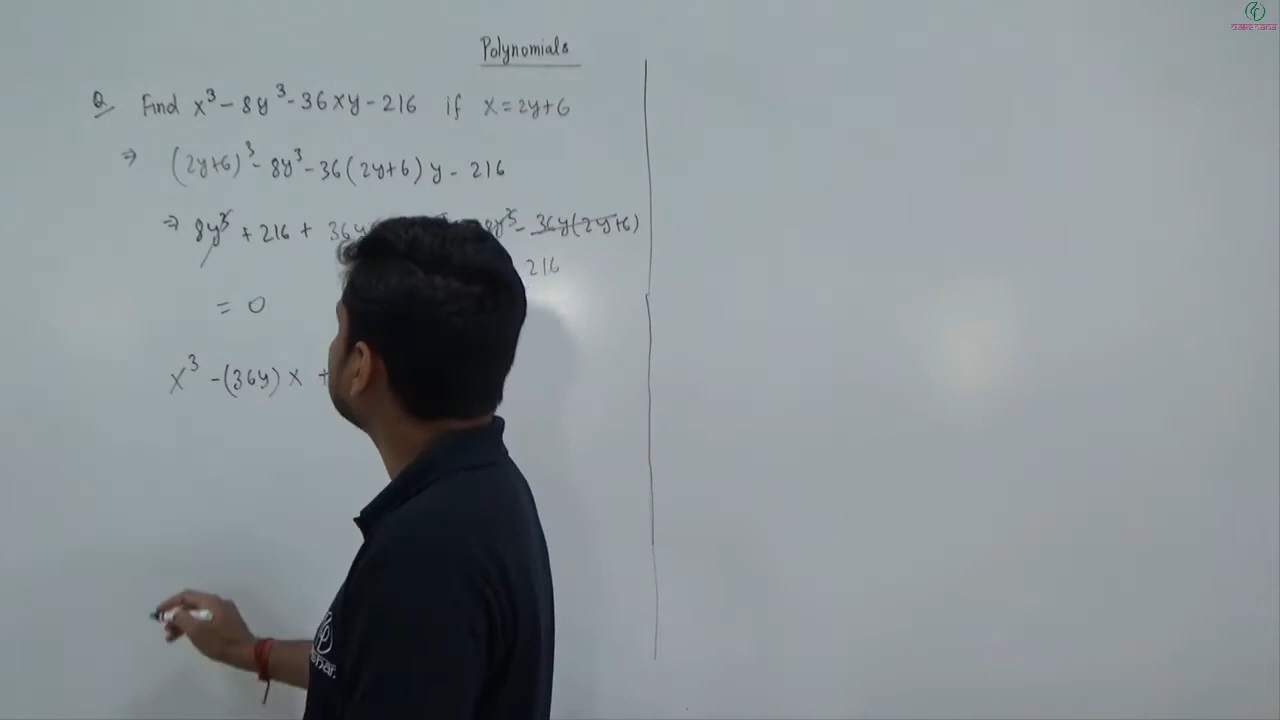 Polynomials
Q. Find x³ - 8y³ - 36xy - 216 if x = 2y+6
⇒ (2y+6)³ - 8y³ - 36(2y+6)y - 216
⇒ 8y³ + 216 + 36y 8y³ - 36y(2y+6)
216
= 0
x³ - (36y)x +